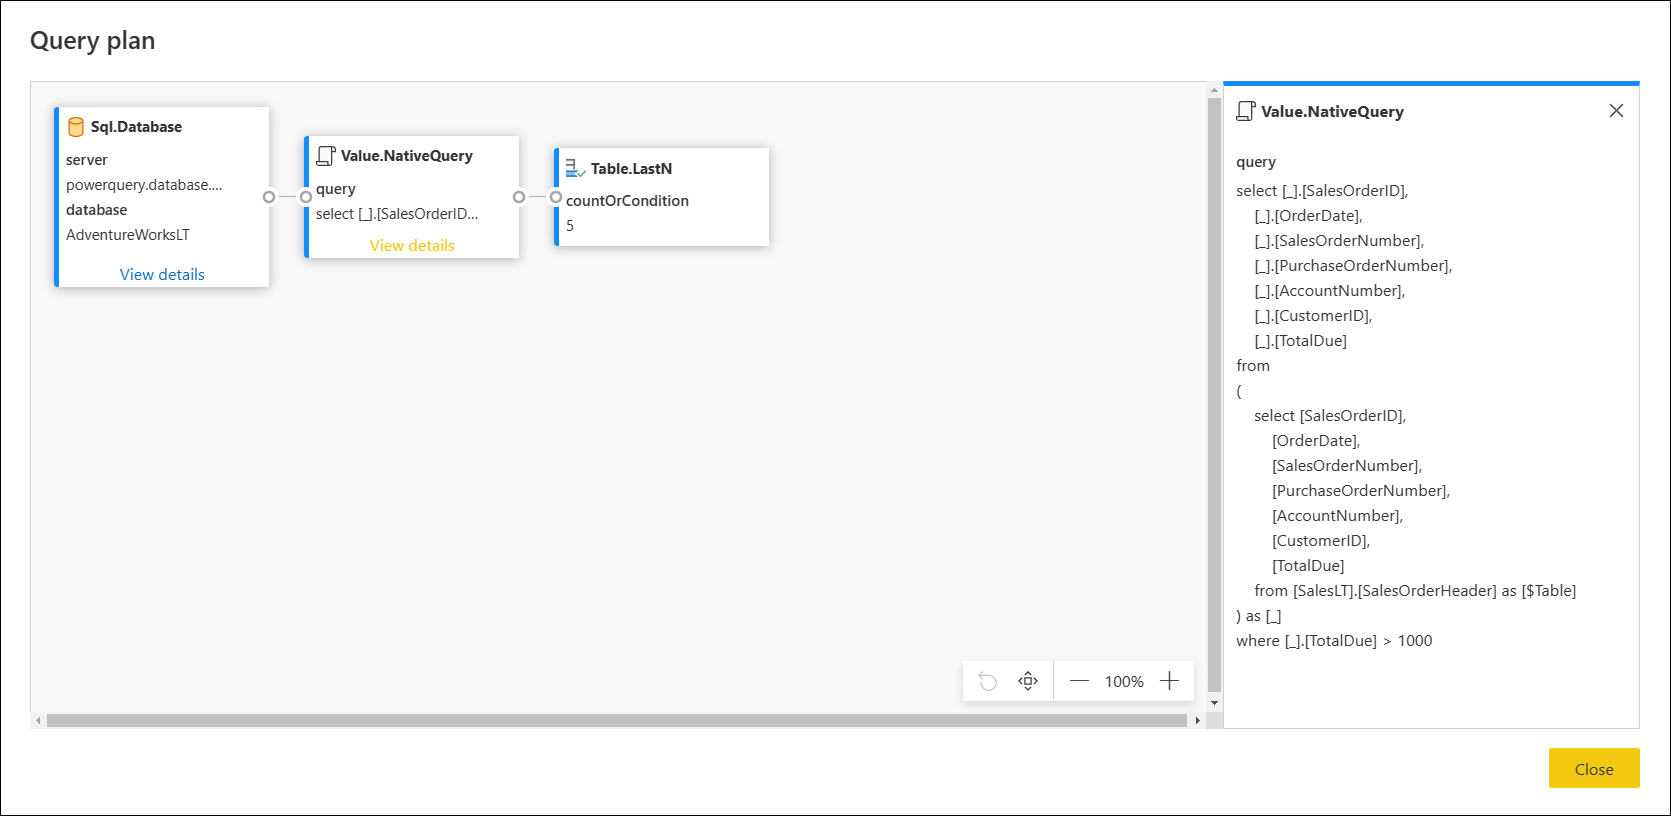 Query plan
Sql.Database
server
powerquery.database....
database
AdventureWorksLT
View details
Value.NativeQuery
query
select [_].[SalesOrderID...
View details
Table.LastN
countOrCondition
5
100%
Value.NativeQuery
query
select [_].[SalesOrderID],
[_].[OrderDate],
[_].[SalesOrderNumber],
[_].[PurchaseOrderNumber],
[_].[AccountNumber],
[_].[CustomerID],
[_].[TotalDue]
from
(
select [SalesOrderID],
[OrderDate],
[SalesOrderNumber],
[PurchaseOrderNumber],
[AccountNumber],
[CustomerID],
[TotalDue]
from [SalesLT].[SalesOrderHeader] as [$Table]
) as [_]
where [_].[TotalDue] > 1000
Close